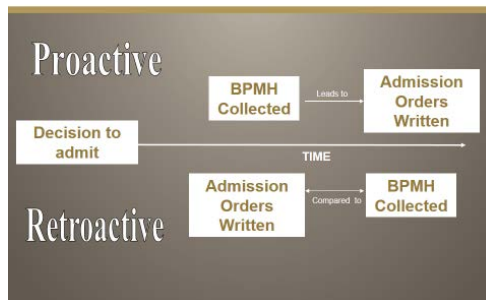 Proactive
BPMH
Collected
Leads to
Admission
Orders
Written
Decision to
admit
TIME
Admission
Orders
Written
Compared to
BPMH
Collected
Retroactive